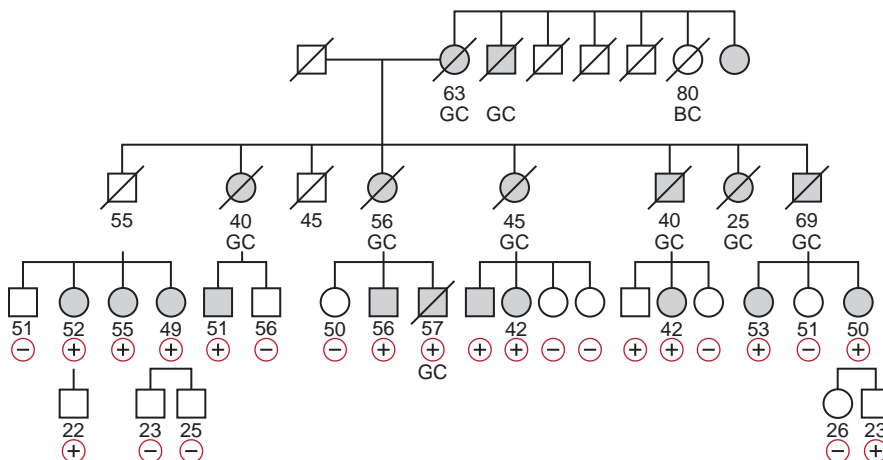 63 80
GC GC BC
55 40 45 56 45 40 25 69
GC GC GC GC GC GC
51 52 55 49 51 56 50 56 57 42 42 53 51 50
− + + + + − − + + + + − − + + − + − +
GC
22 23 25 26 23
+ − − − +